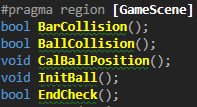 #pragma region [GameScene]
bool BarCollision();
bool BallCollision();
void CalBallPosition();
void InitBall();
bool EndCheck();